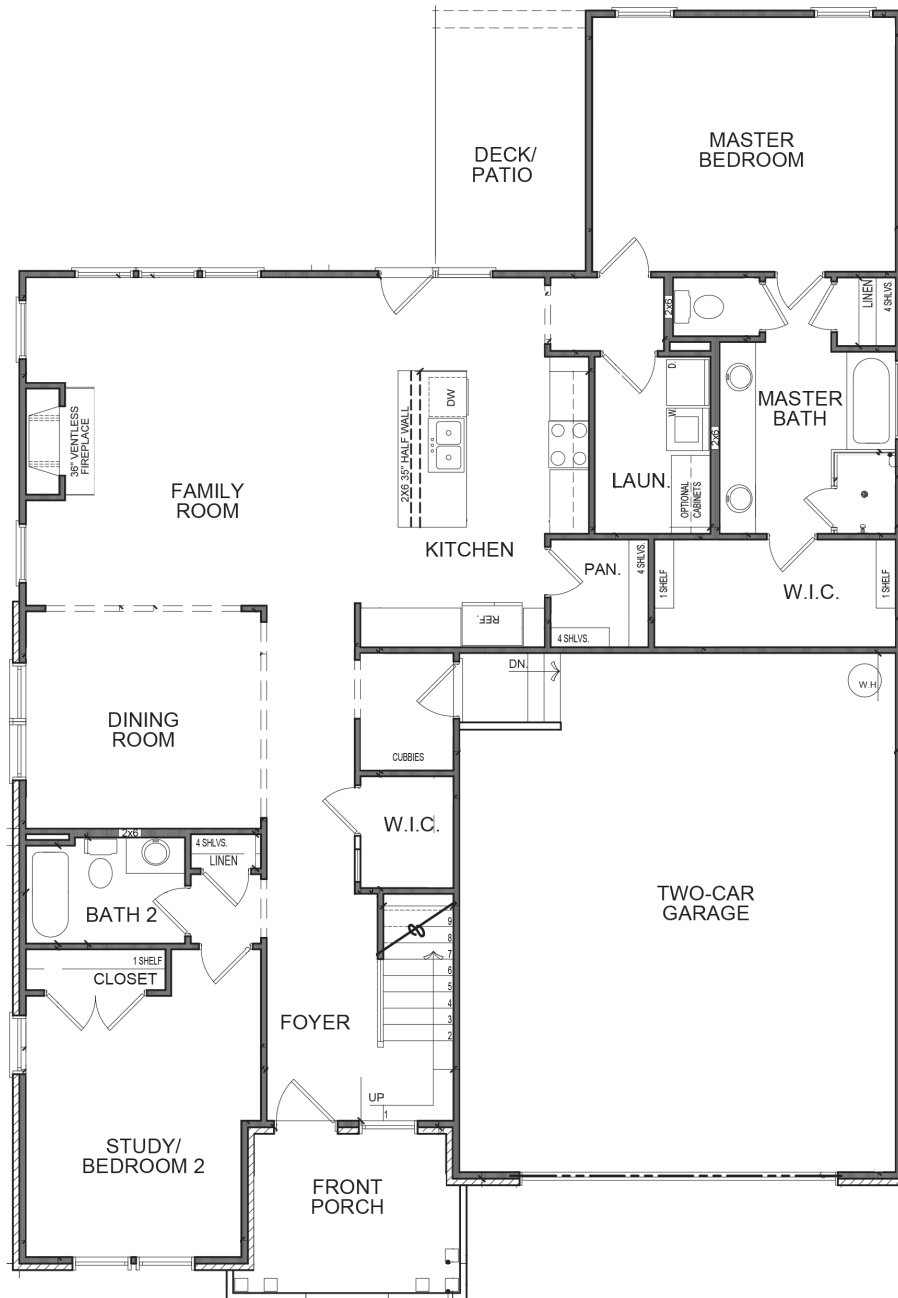 MASTER
BEDROOM
DECK/
PATIO
LINEN
4 SHLVS.
2x6
D.
W.
DW
MASTER
BATH
2X6 35" HALF WALL
36" VENTLESS
FIREPLACE
2x6
LAUN.
OPTIONAL
CABINETS
FAMILY
ROOM
KITCHEN
PAN.
4 SHLVS.
1 SHELF
W.I.C.
1 SHELF
REF.
4 SHLVS.
DN.
W.H
DINING
ROOM
CUBBIES
W.I.C.
2x6
4 SHLVS.
LINEN
BATH 2
TWO-CAR
GARAGE
1 SHELF
CLOSET
9
8
7
6
5
4
3
2
FOYER
UP
1
STUDY/
BEDROOM 2
FRONT
PORCH